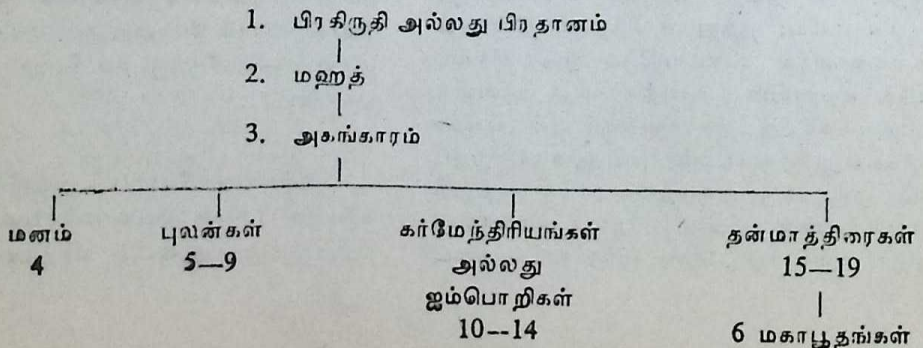 1. பிரகிருதி அல்லது பிரதானம்
2. மஹத்
3. அகங்காரம்
மனம்
4
புலன்கள்
5—9
கர்மேந்திரியங்கள்
அல்லது
ஐம்பொறிகள்
10--14
தன்மாத்திரைகள்
15—19
6 மகாபூதங்கள்